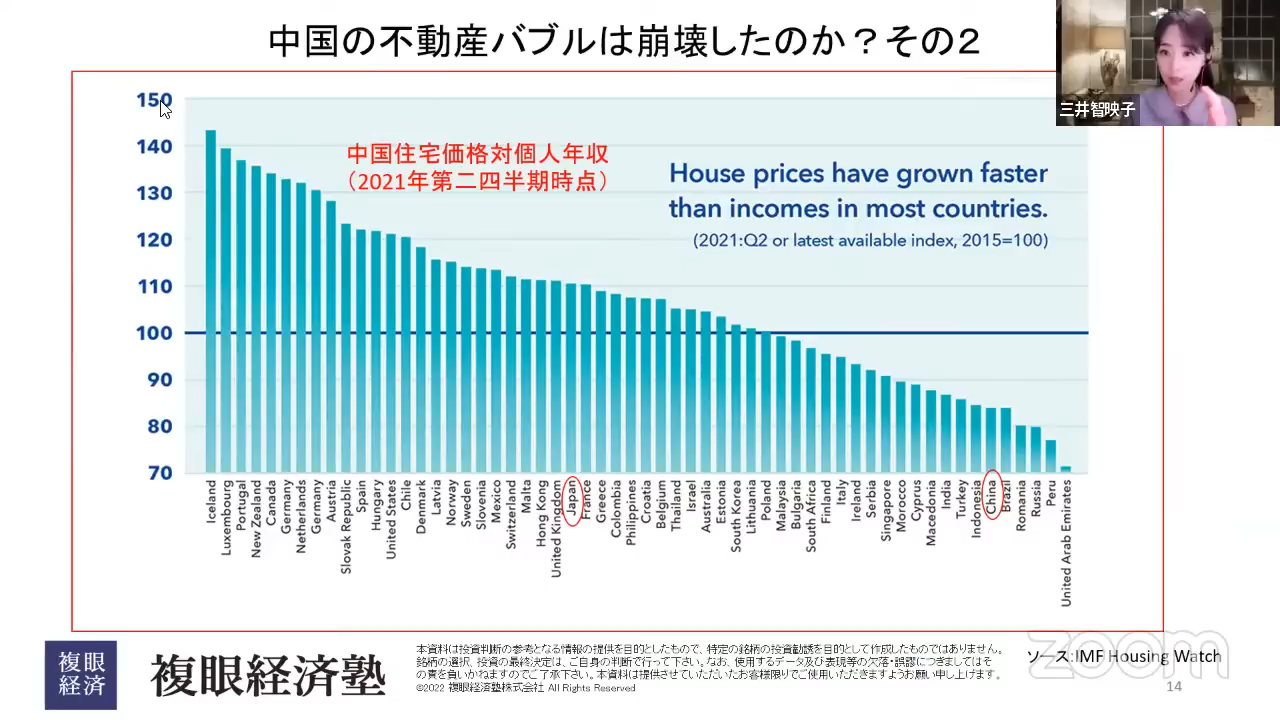 中国の不動産バブルは崩壊したのか？その２
三井智映子
中国住宅価格対個人年収
（2021年第二四半期時点）
House prices have grown faster
than incomes in most countries.
(2021:Q2 or latest available index, 2015=100)
150
140
130
120
110
100
90
80
70
Iceland
Luxembourg
Portugal
New Zealand
Canada
Germany
Netherlands
Germany
Austria
Slovak Republic
Spain
Hungary
United States
Chile
Denmark
Latvia
Norway
Sweden
Slovenia
Mexico
Switzerland
Malta
Hong Kong
United Kingdom
Japan
France
Greece
Colombia
Philippines
Croatia
Belgium
Thailand
Israel
Australia
Estonia
South Korea
Lithuania
Poland
Malaysia
Bulgaria
South Africa
Finland
Italy
Ireland
Serbia
Singapore
Morocco
Cyprus
Macedonia
India
Turkey
Indonesia
China
Brazil
Romania
Russia
Peru
United Arab Emirates
複眼
経済
複眼経済塾
本資料は投資判断の参考となる情報の提供を目的としたもので、特定の銘柄の投資勧誘を目的として作成したものではありません。
銘柄の選択、投資の最終決定は、ご自身の判断で行って下さい。なお、使用するデータ及び表現等の欠落・誤謬につきましてはそ
の責を負いかねますのでご了承下さい。本資料は提供させていただいたお客様限りでご使用いただきますようお願い申し上げます。
©2022 複眼経済塾株式会社 All Rights Reserved
ソース:IMF Housing Watch
zoom
14